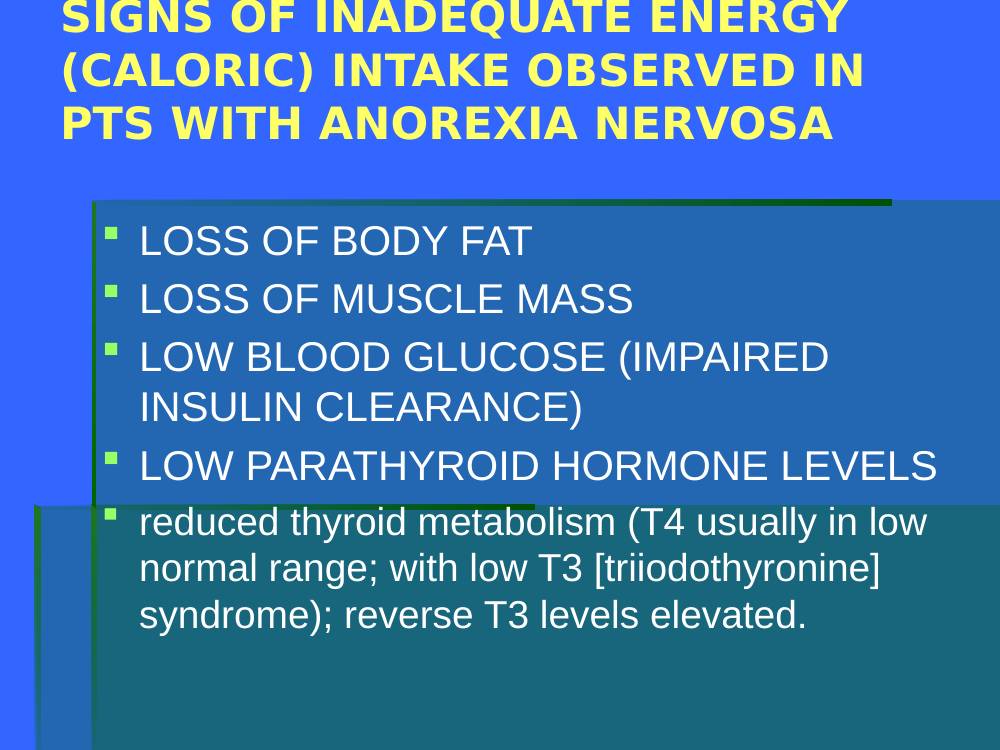 SIGNS OF INADEQUATE ENERGY
(CALORIC) INTAKE OBSERVED IN
PTS WITH ANOREXIA NERVOSA
LOSS OF BODY FAT
LOSS OF MUSCLE MASS
LOW BLOOD GLUCOSE (IMPAIRED
INSULIN CLEARANCE)
LOW PARATHYROID HORMONE LEVELS
reduced thyroid metabolism (T4 usually in low
normal range; with low T3 [triiodothyronine]
syndrome); reverse T3 levels elevated.